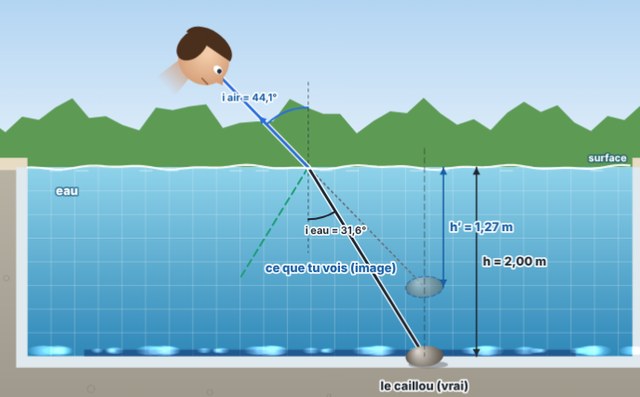 i air = 44,1°
surface
eau
h' = 1,27 m
i eau = 31,6°
h = 2,00 m
ce que tu vois (image)
le caillou (vrai)